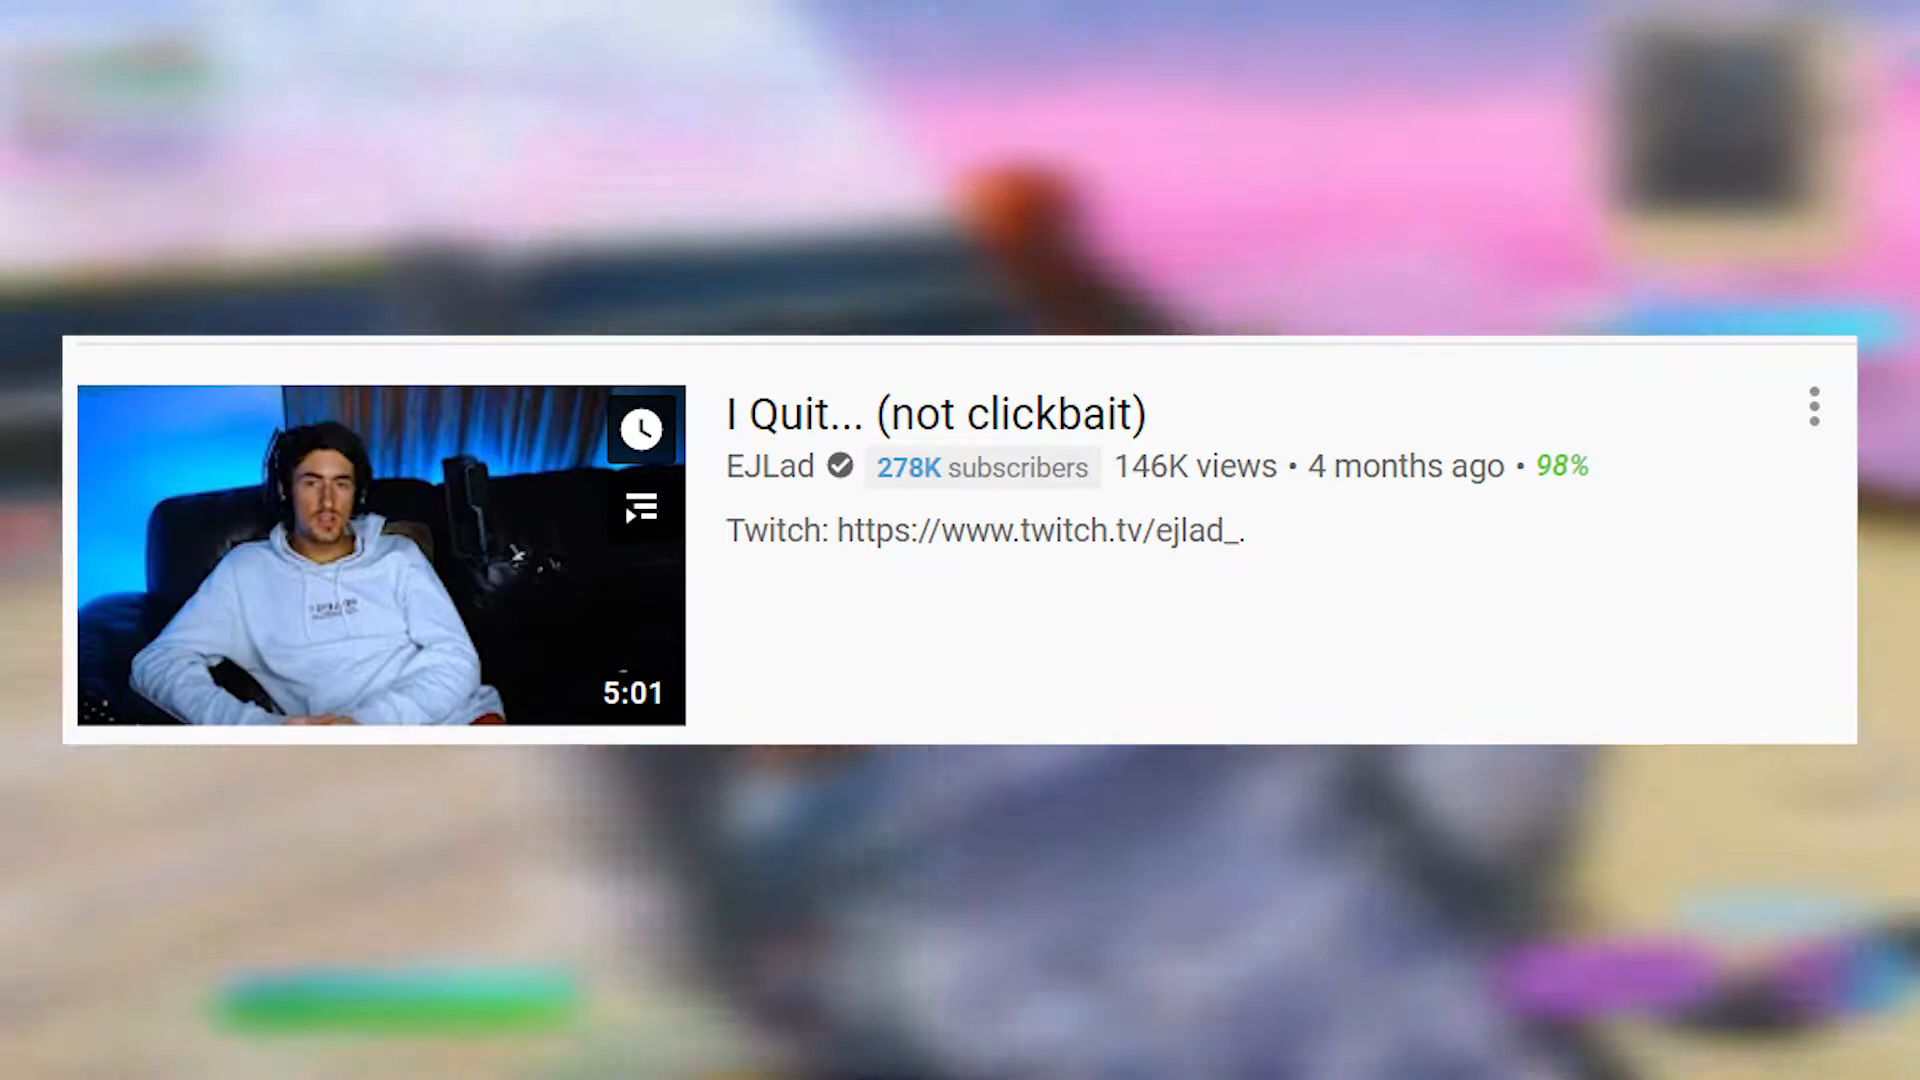 I Quit... (not clickbait)
EJLad 278K subscribers 146K views • 4 months ago • 98%
Twitch: https://www.twitch.tv/ejlad_.
5:01